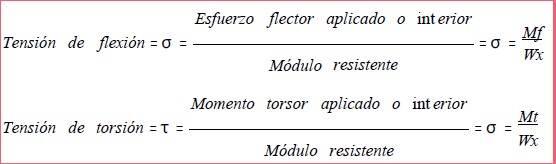 Esfuerzo flector aplicado o interior
Tensión de flexión = σ = ―――― = σ = Mf
Módulo resistente Wx
Momento torsor aplicado o interior
Tensión de torsión = τ = ―――― = σ = Mt
Módulo resistente Wx